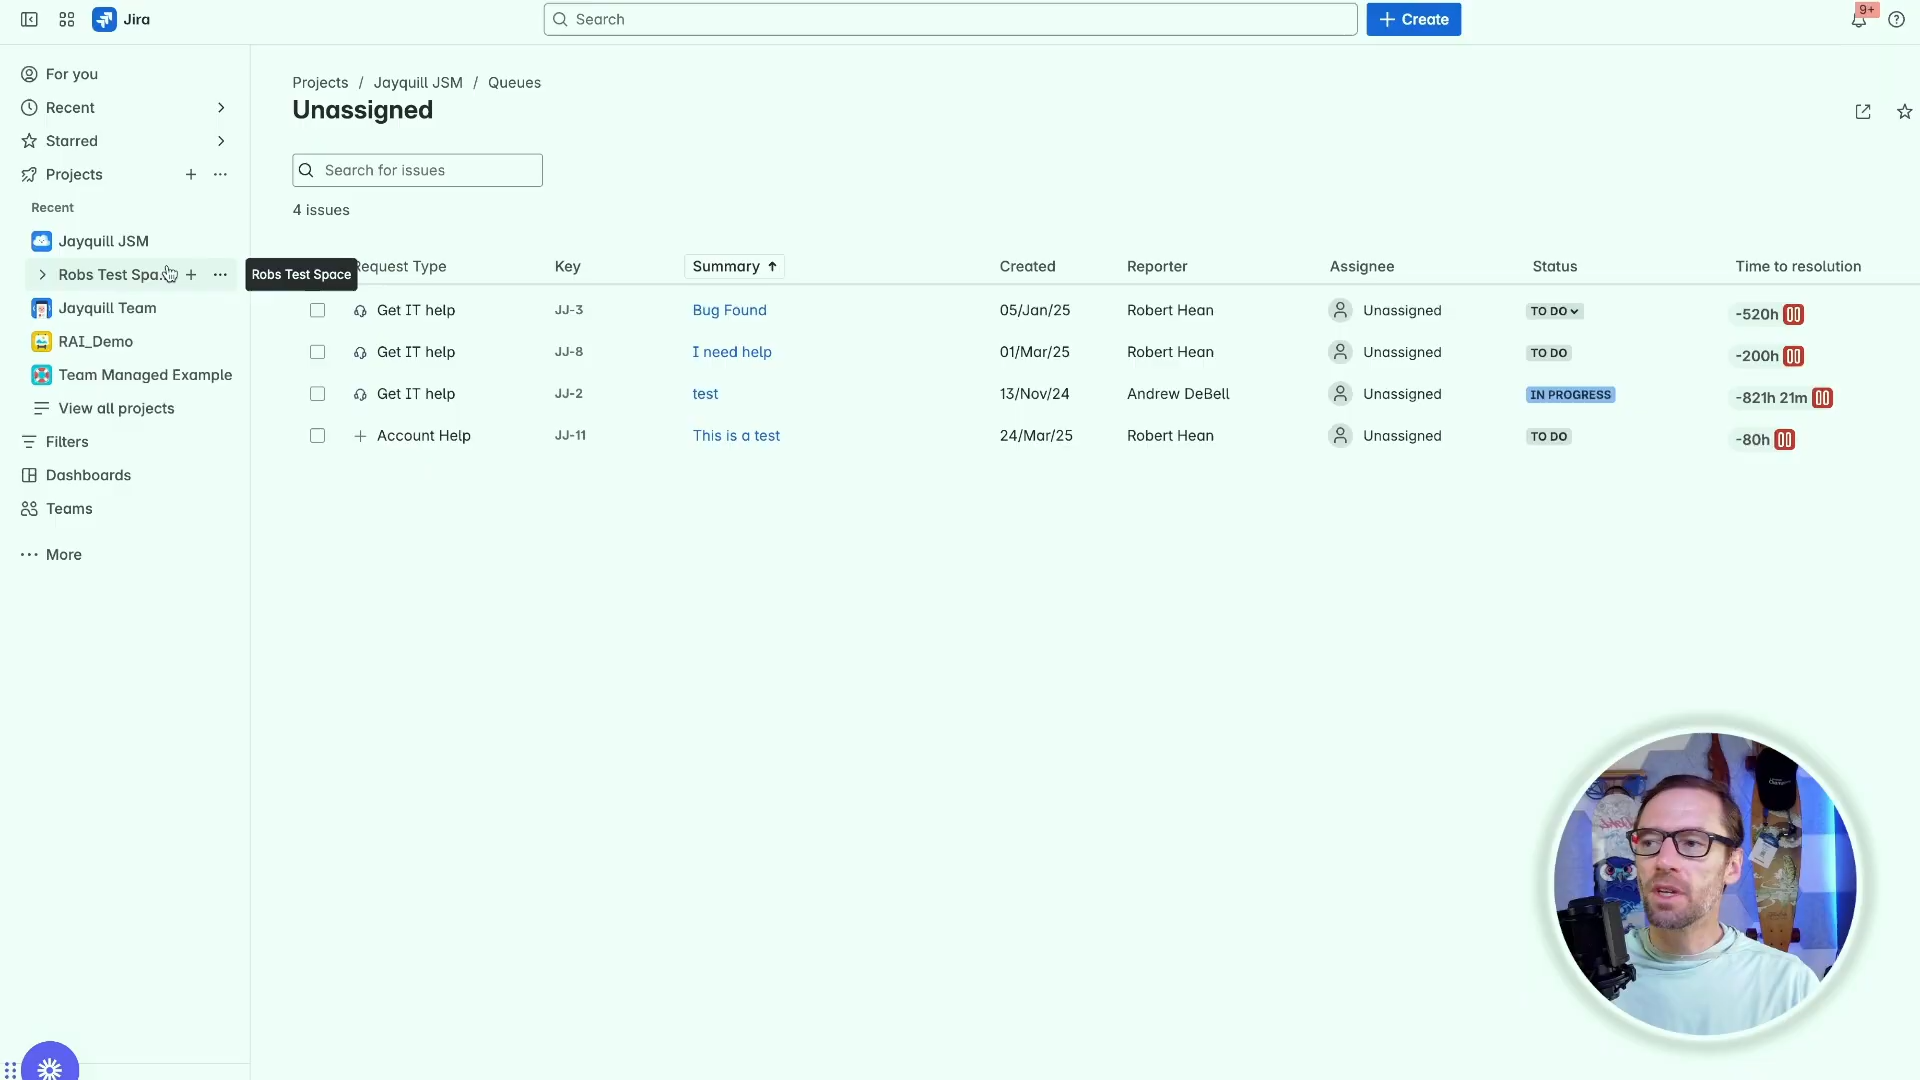 Jira
Search
Create
9+
For you
Recent
Starred
Projects
Recent
Jayquill JSM
Robs Test Spa...
Robs Test Space
Jayquill Team
RAI_Demo
Team Managed Example
View all projects
Filters
Dashboards
Teams
More
Projects / Jayquill JSM / Queues
Unassigned
Search for issues
4 issues
Request Type Key Summary Created Reporter Assignee Status Time to resolution
Get IT help JJ-3 Bug Found 05/Jan/25 Robert Hean Unassigned TO DO -520h
Get IT help JJ-8 I need help 01/Mar/25 Robert Hean Unassigned TO DO -200h
Get IT help JJ-2 test 13/Nov/24 Andrew DeBell Unassigned IN PROGRESS -821h 21m
Account Help JJ-11 This is a test 24/Mar/25 Robert Hean Unassigned TO DO -80h